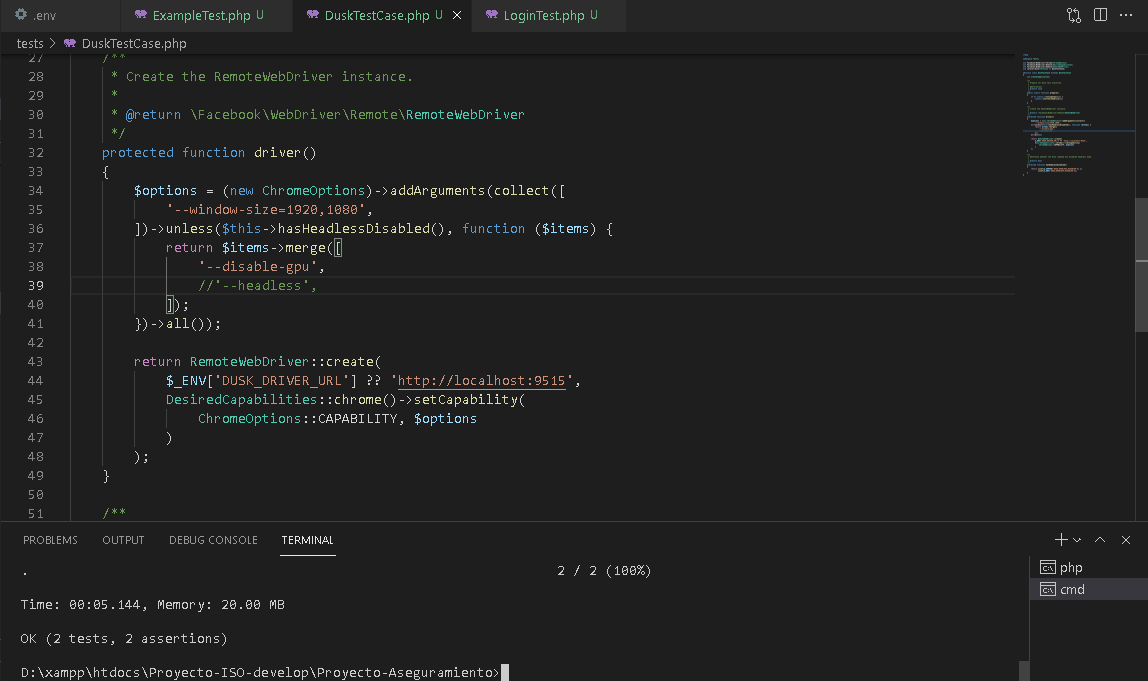 .env
ExampleTest.php U
DuskTestCase.php U
LoginTest.php U
tests > DuskTestCase.php
27 /**
28 * Create the RemoteWebDriver instance.
29 *
30 * @return \Facebook\WebDriver\Remote\RemoteWebDriver
31 */
32 protected function driver()
33 {
34 $options = (new ChromeOptions)->addArguments(collect([
35 '--window-size=1920,1080',
36 ])->unless($this->hasHeadlessDisabled(), function ($items) {
37 return $items->merge([
38 '--disable-gpu',
39 //'--headless',
40 ]);
41 })->all());
42
43 return RemoteWebDriver::create(
44 $_ENV['DUSK_DRIVER_URL'] ?? 'http://localhost:9515',
45 DesiredCapabilities::chrome()->setCapability(
46 ChromeOptions::CAPABILITY, $options
47 )
48 );
49 }
50
51 /**
PROBLEMS OUTPUT DEBUG CONSOLE TERMINAL
. 2 / 2 (100%)
Time: 00:05.144, Memory: 20.00 MB
OK (2 tests, 2 assertions)
D:\xampp\htdocs\Proyecto-ISO-develop\Proyecto-Aseguramiento>
php
cmd